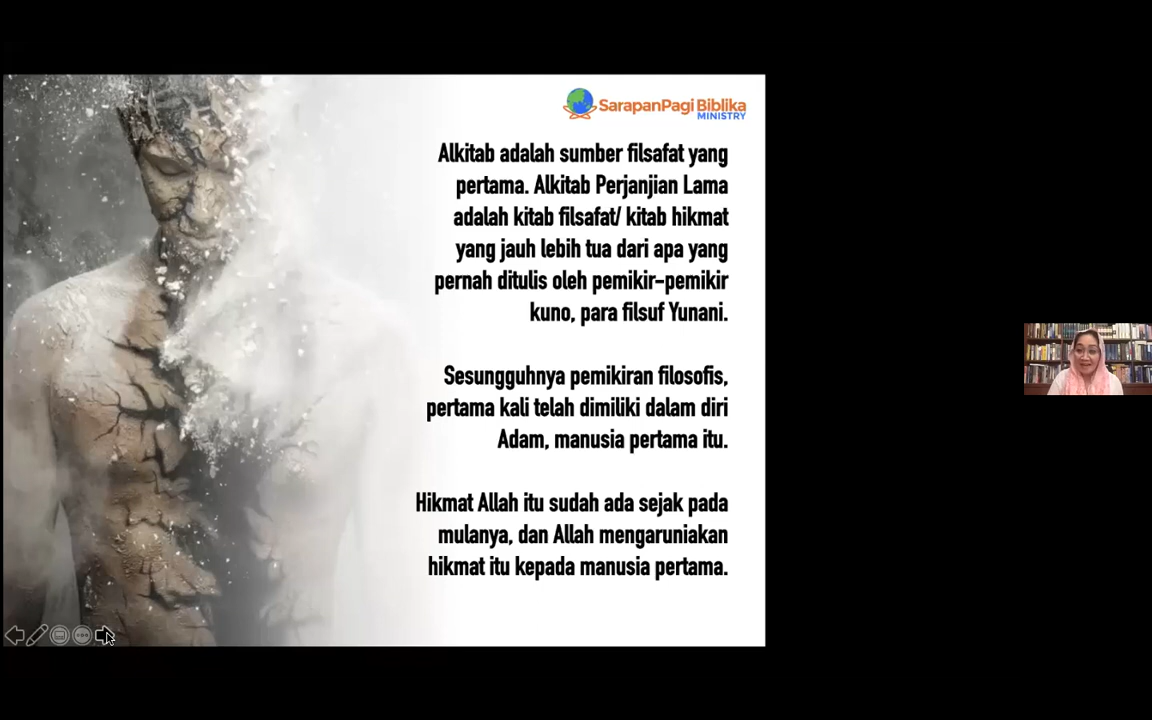 SarapanPagi Biblika
MINISTRY
Alkitab adalah sumber filsafat yang
pertama. Alkitab Perjanjian Lama
adalah kitab filsafat/ kitab hikmat
yang jauh lebih tua dari apa yang
pernah ditulis oleh pemikir-pemikir
kuno, para filsuf Yunani.
Sesungguhnya pemikiran filosofis,
pertama kali telah dimiliki dalam diri
Adam, manusia pertama itu.
Hikmat Allah itu sudah ada sejak pada
mulanya, dan Allah mengaruniakan
hikmat itu kepada manusia pertama.